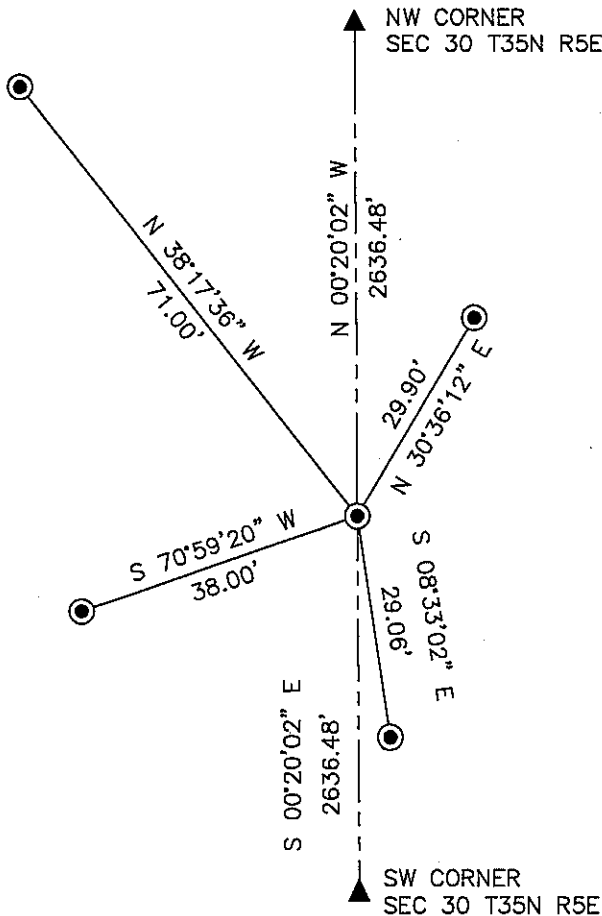 NW CORNER
SEC 30 T35N R5E
N 00°20'02" W
2636.48'
N 38°17'36" W
71.00'
29.90'
N 30°36'12" E
S 70°59'20" W
38.00'
S 08°33'02" E
29.06'
S 00°20'02" E
2636.48'
SW CORNER
SEC 30 T35N R5E